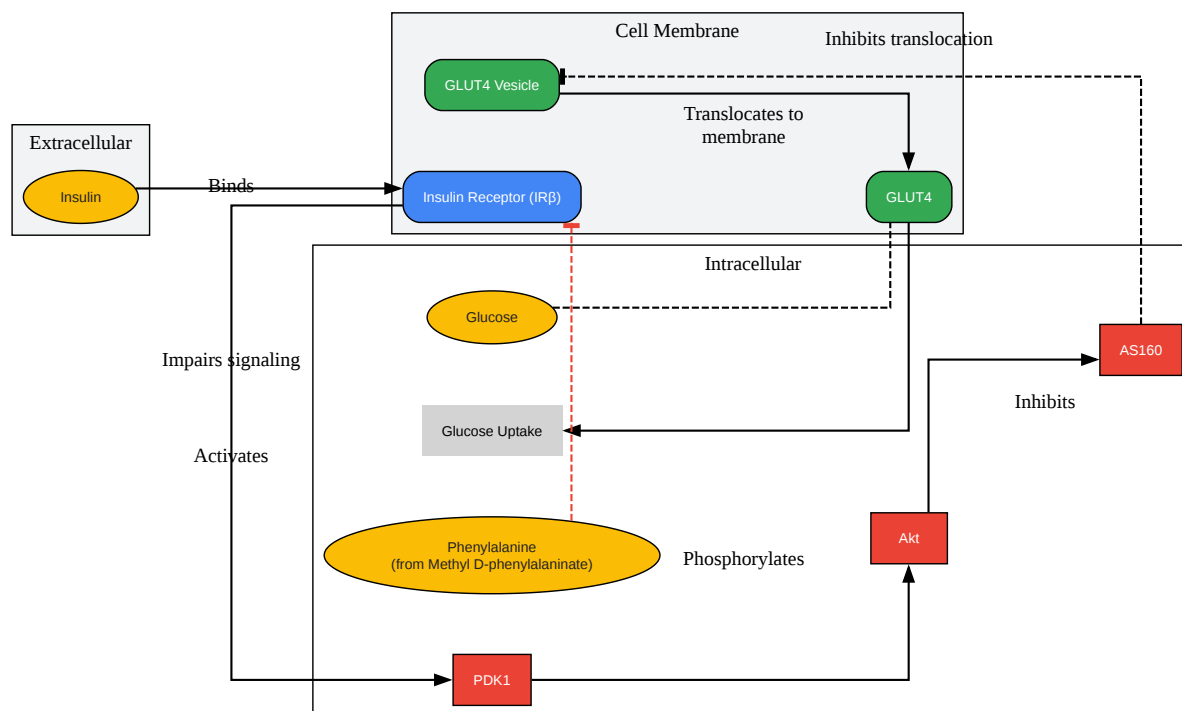 Cell Membrane
Inhibits translocation
GLUT4 Vesicle
Translocates to
membrane
Extracellular
Insulin
Binds
Insulin Receptor (IRβ)
GLUT4
Intracellular
Glucose
Impairs signaling
AS160
Inhibits
Glucose Uptake
Activates
Akt
Phenylalanine
(from Methyl D-phenylalaninate)
Phosphorylates
PDK1